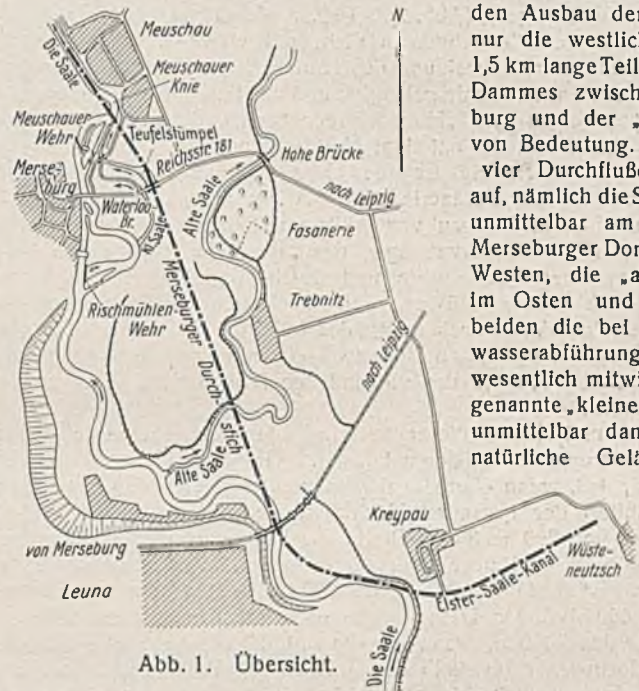 N
Meuschau
Die Saale
Meuschauer
Knie
Meuschauer
Wehr
Teufelstümpel
Reichsstr. 181
Hohe Brücke
Merse-
burg
Waterloo
Br.
Kl. Saale
Alte Saale
nach Leipzig
Fasanerie
Trebnitz
Merseburger
Durch-
stich
Rischmühlen-
Wehr
nach Leipzig
Alte Saale
Kreypau
von Merseburg
Wüste-
neutzsch
Leuna
Elster-Saale-Kanal
Die Saale
Abb. 1. Übersicht.
den Ausbau der
nur die westlich
1,5 km lange Teil
Dammes zwisch
burg und der „
von Bedeutung.
vier Durchfluß
auf, nämlich die S
unmittelbar am
Merseburger Dor
Westen, die „a
im Osten und
beiden die bei
wasserabführung
wesentlich mitwi
genannte „kleine
unmittelbar dan
natürliche Gelä